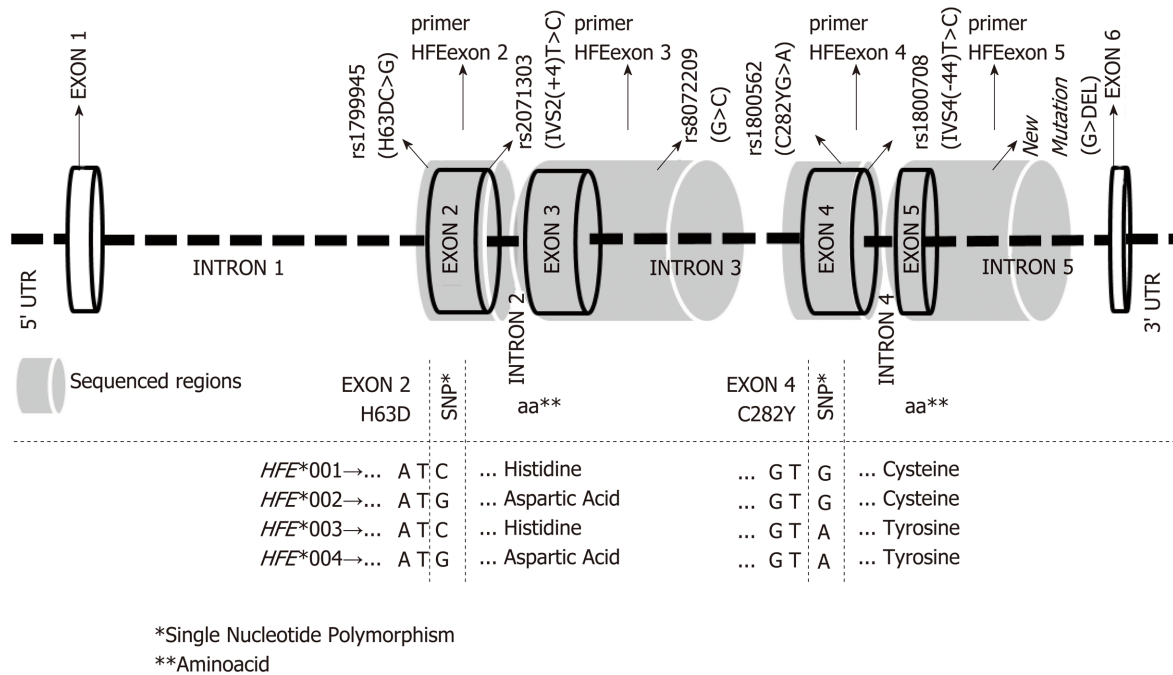 EXON 1
rs1799945
(H63DC>G)
primer
HFEexon 2
rs2071303
(IVS2(+4)T>C)
primer
HFEexon 3
rs8072209
(G>C)
rs1800562
(C282YG>A)
primer
HFEexon 4
rs1800708
(IVS4(-44)T>C)
primer
HFEexon 5
New
Mutation
(G>DEL)
EXON 6
5' UTR
INTRON 1
EXON 2
INTRON 2
EXON 3
INTRON 3
EXON 4
INTRON 4
EXON 5
INTRON 5
3' UTR
Sequenced regions
EXON 2
H63D
SNP*
aa**
EXON 4
C282Y
SNP*
aa**
HFE*001→... A T C ... Histidine ... G T G ... Cysteine
HFE*002→... A T G ... Aspartic Acid ... G T G ... Cysteine
HFE*003→... A T C ... Histidine ... G T A ... Tyrosine
HFE*004→... A T G ... Aspartic Acid ... G T A ... Tyrosine
*Single Nucleotide Polymorphism
**Aminoacid